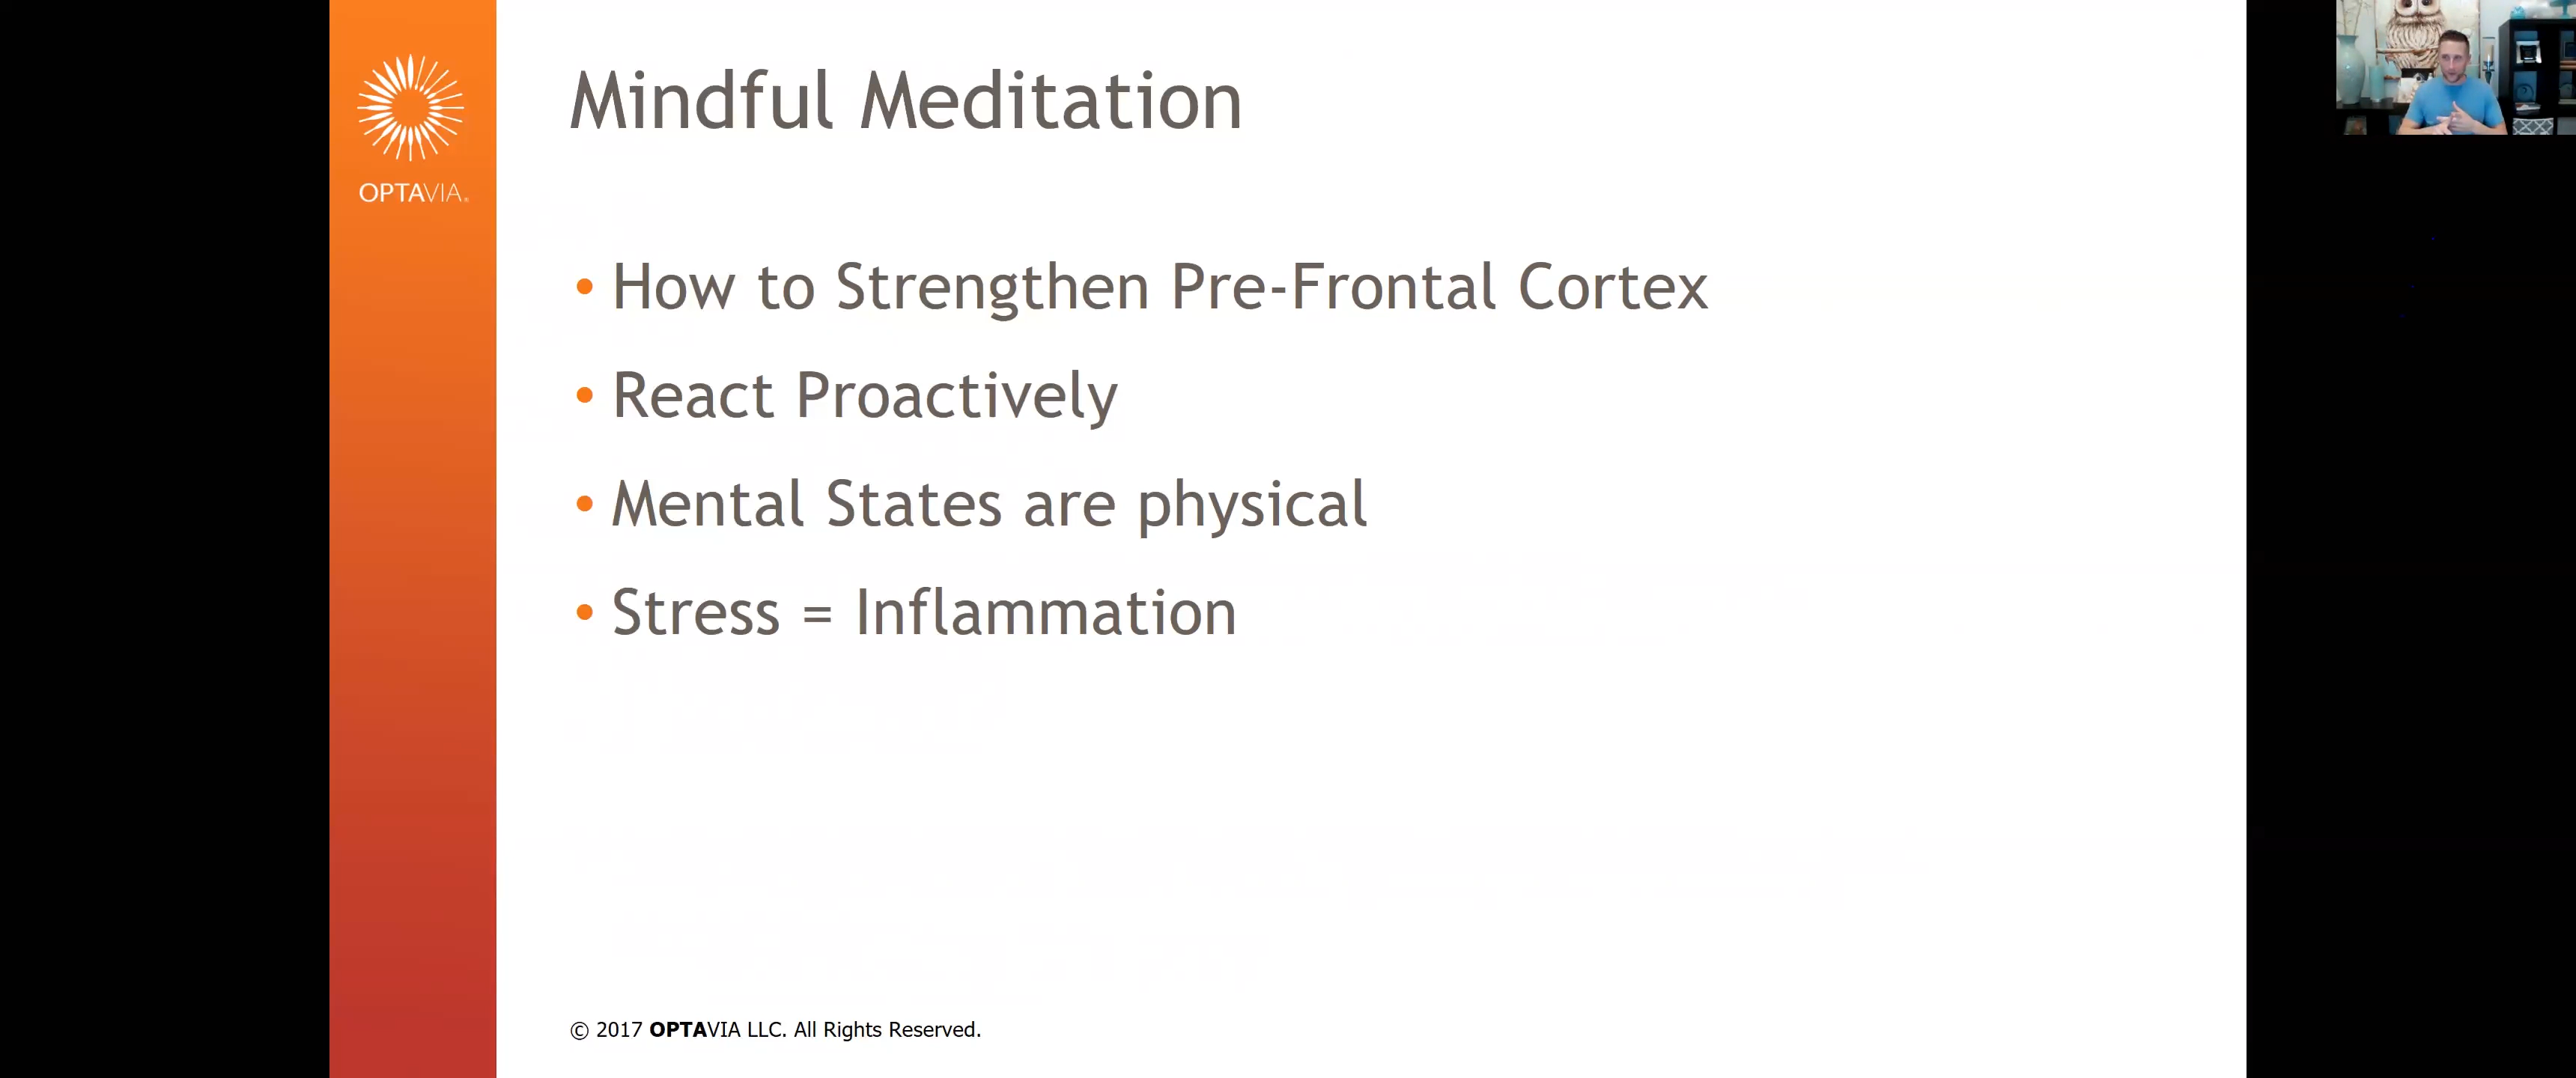 OPTAVIA®
Mindful Meditation
• How to Strengthen Pre-Frontal Cortex
• React Proactively
• Mental States are physical
• Stress = Inflammation
© 2017 OPTAVIA LLC. All Rights Reserved.